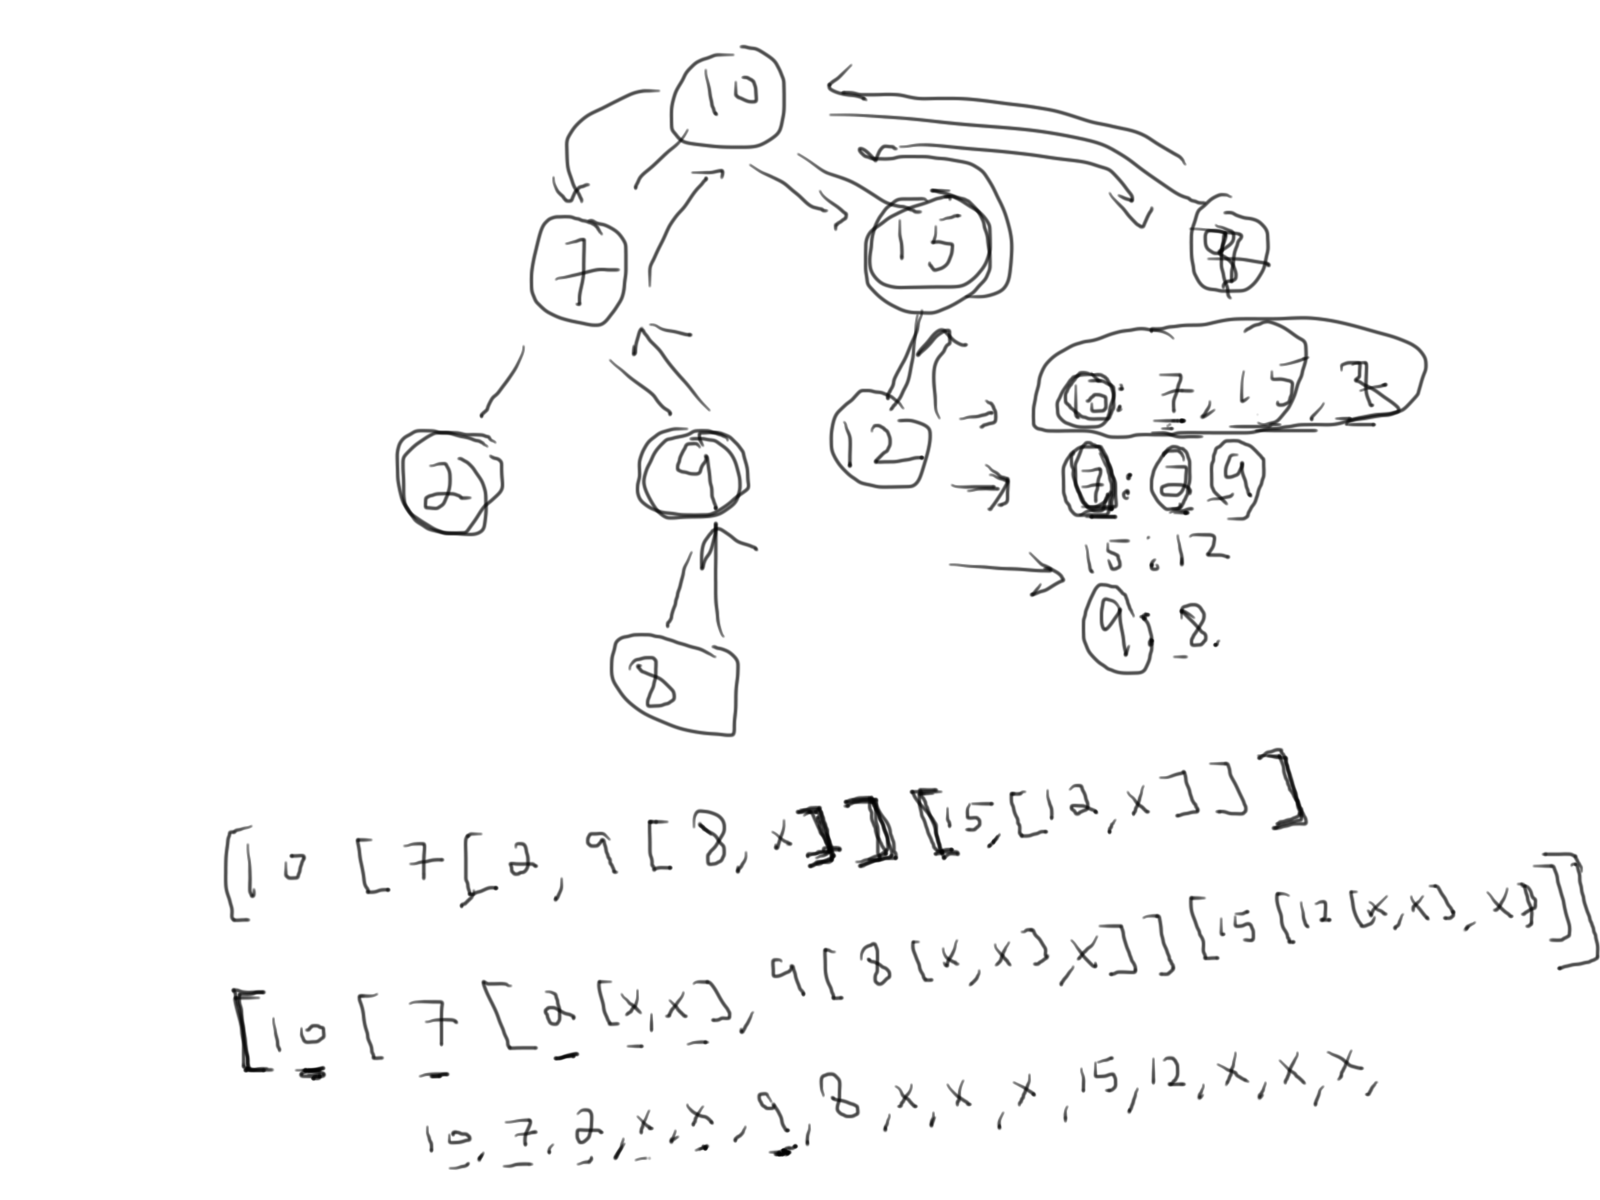 10
7
15
2
9
12
8
10: 7, 15, 7
7: 2 9
15:12
9: 8.
[10 [7[2, 9[8, x]]][15,[12,x]]]
[10[7[2[x,x], 9[8[x,x],x]][15[12[x,x],x]]]
10,7,2,x,x,9,8,x,x,x,15,12,x,x,x,